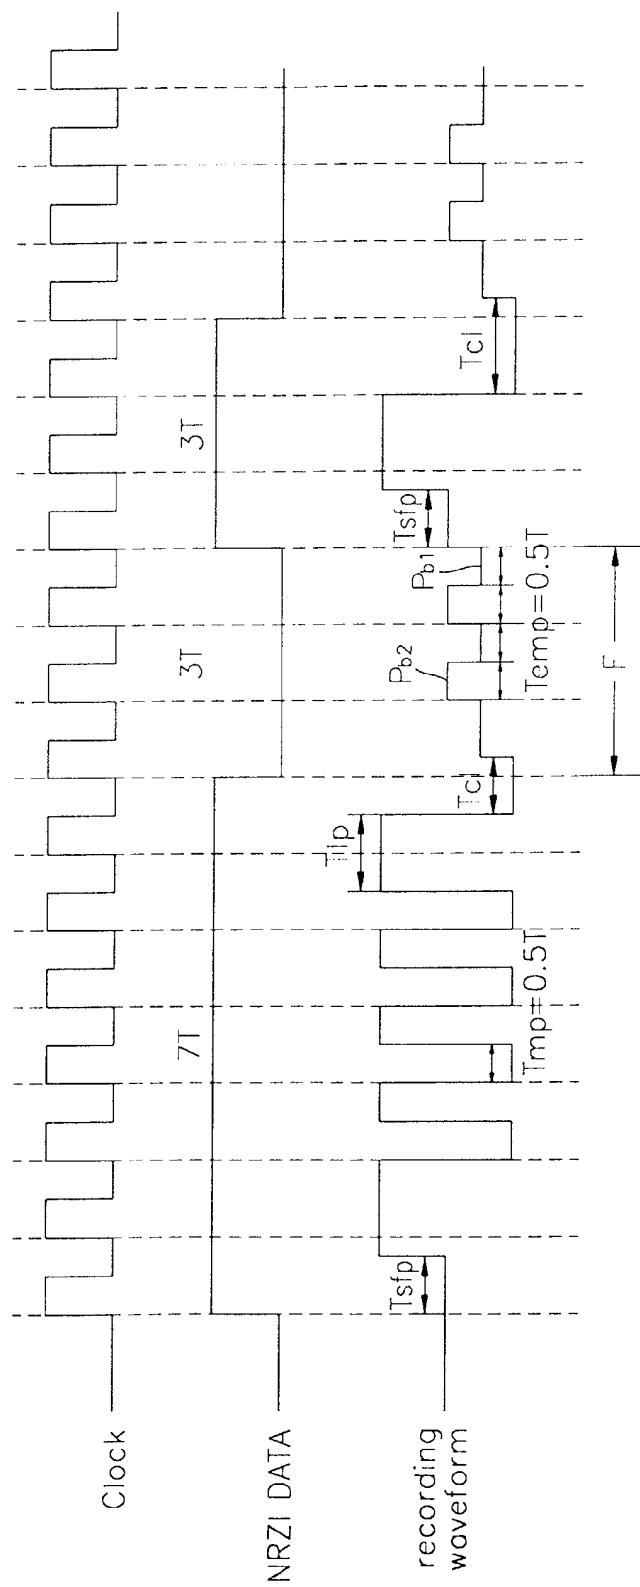 Clock
NRZI DATA
7T
3T
3T
recording
waveform
Tsfp
Tmp=0.5T
Tlp
Tcl
Pb2
Pb1
Temp=0.5T
Tsfp
Tcl
F